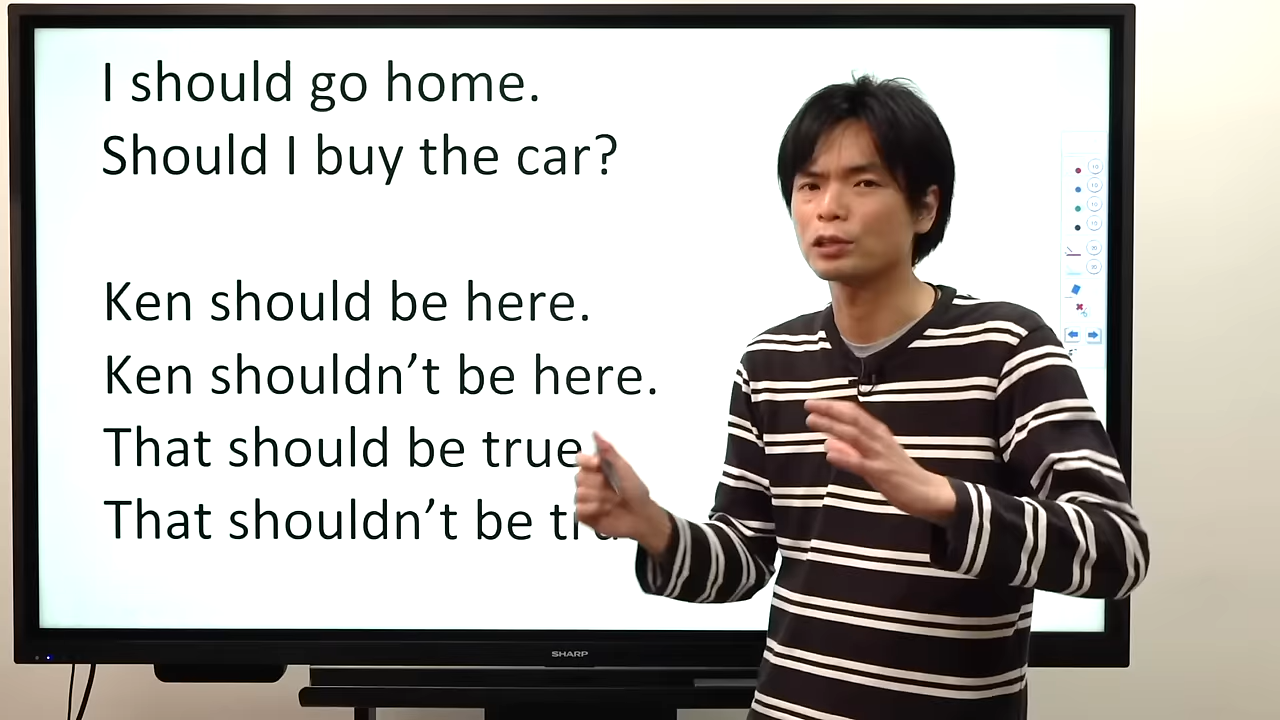 I should go home.
Should I buy the car?
Ken should be here.
Ken shouldn’t be here.
That should be true
That shouldn’t be
SHARP